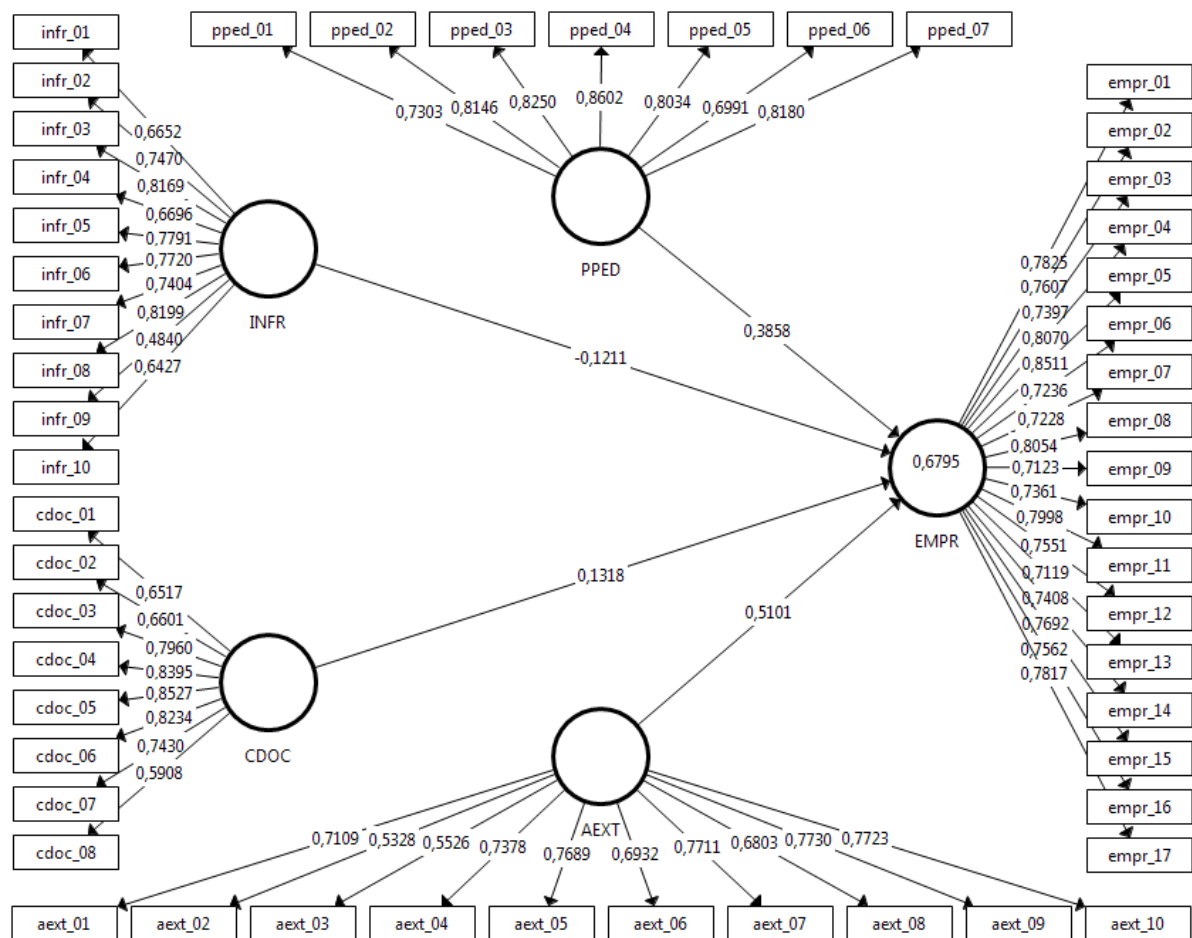 infr_01
infr_02
infr_03
infr_04
infr_05
infr_06
infr_07
infr_08
infr_09
infr_10
0,6652
0,7470
0,8169
0,6696
0,7791
0,7720
0,7404
0,8199
0,4840
0,6427
INFR
pped_01
pped_02
pped_03
pped_04
pped_05
pped_06
pped_07
0,7303
0,8146
0,8250
0,8602
0,8034
0,6991
0,8180
PPED
0,3858
-0,1211
cdoc_01
cdoc_02
cdoc_03
cdoc_04
cdoc_05
cdoc_06
cdoc_07
cdoc_08
0,6517
0,6601
0,7960
0,8395
0,8527
0,8234
0,7430
0,5908
CDOC
0,1318
0,5101
AEXT
0,7109
0,5328
0,5526
0,7378
0,7689
0,6932
0,7711
0,6803
0,7730
0,7723
aext_01
aext_02
aext_03
aext_04
aext_05
aext_06
aext_07
aext_08
aext_09
aext_10
0,6795
EMPR
0,7825
0,7607
0,7397
0,8070
0,8511
0,7236
0,7228
0,8054
0,7123
0,7361
0,7998
0,7551
0,7119
0,7408
0,7692
0,7562
0,7817
empr_01
empr_02
empr_03
empr_04
empr_05
empr_06
empr_07
empr_08
empr_09
empr_10
empr_11
empr_12
empr_13
empr_14
empr_15
empr_16
empr_17